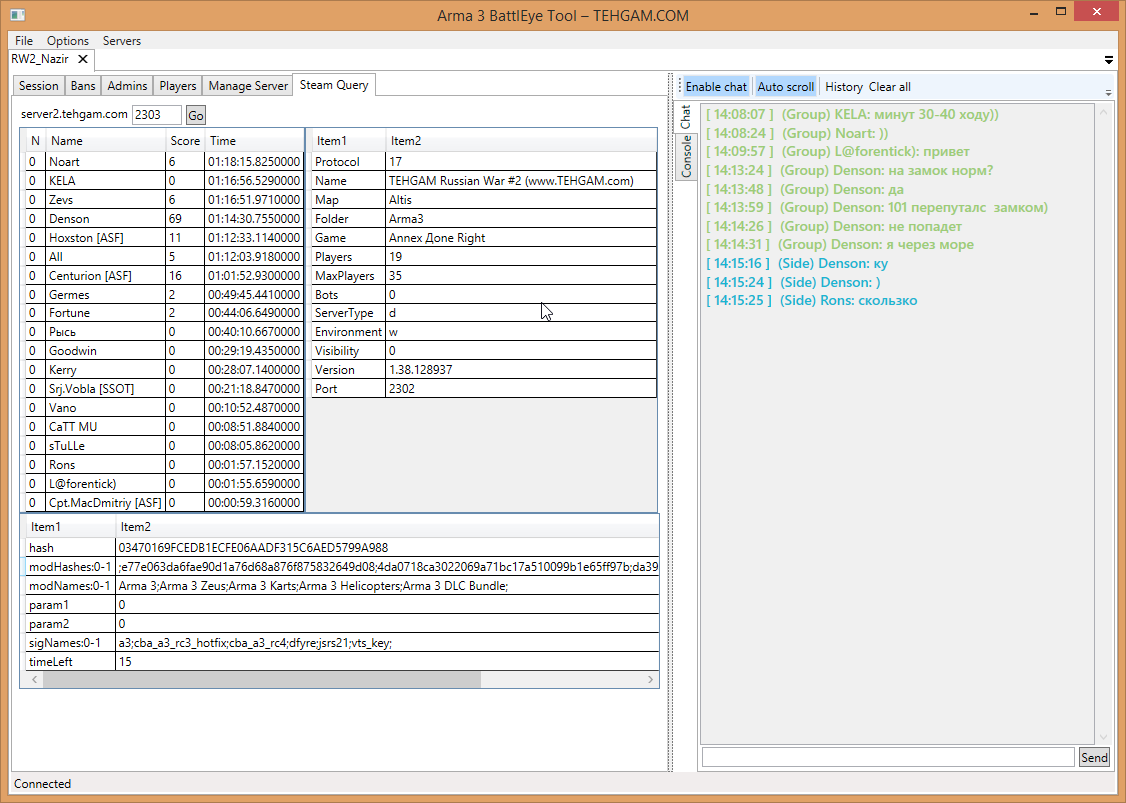 Arma 3 BattlEye Tool – TEHGAM.COM
File Options Servers
RW2_Nazir
Session Bans Admins Players Manage Server Steam Query
server2.tehgam.com 2303 Go
N Name Score Time
0 Noart 6 01:18:15.8250000
0 KELA 0 01:16:56.5290000
0 Zevs 6 01:16:51.9710000
0 Denson 69 01:14:30.7550000
0 Hoxston [ASF] 11 01:12:33.1140000
0 All 5 01:12:03.9180000
0 Centurion [ASF] 16 01:01:52.9300000
0 Germes 2 00:49:45.4410000
0 Fortune 2 00:44:06.6490000
0 Рысь 0 00:40:10.6670000
0 Goodwin 0 00:29:19.4350000
0 Kerry 0 00:28:07.1400000
0 Srj.Vobla [SSOT] 0 00:21:18.8470000
0 Vano 0 00:10:52.4870000
0 CaTT MU 0 00:08:51.8840000
0 sTuLLe 0 00:08:05.8620000
0 Rons 0 00:01:57.1520000
0 L@forentick) 0 00:01:55.6590000
0 Cpt.MacDmitriy [ASF] 0 00:00:59.3160000
Item1 Item2
Protocol 17
Name TEHGAM Russian War #2 (www.TEHGAM.com)
Map Altis
Folder Arma3
Game Annex Доne Right
Players 19
MaxPlayers 35
Bots 0
ServerType d
Environment w
Visibility 0
Version 1.38.128937
Port 2302
Item1 Item2
hash 03470169FCEDB1ECFE06AADF315C6AED5799A988
modHashes:0-1 ;e77e063da6fae90d1a76d68a876f875832649d08;4da0718ca3022069a71bc17a510099b1e65ff97b;da39
modNames:0-1 Arma 3;Arma 3 Zeus;Arma 3 Karts;Arma 3 Helicopters;Arma 3 DLC Bundle;
param1 0
param2 0
sigNames:0-1 a3;cba_a3_rc3_hotfix;cba_a3_rc4;dfyre;jsrs21;vts_key;
timeLeft 15
Enable chat Auto scroll History Clear all
Chat
Console
[ 14:08:07 ] (Group) KELA: минут 30-40 ходу))
[ 14:08:24 ] (Group) Noart: ))
[ 14:09:57 ] (Group) L@forentick): привет
[ 14:13:24 ] (Group) Denson: на замок норм?
[ 14:13:48 ] (Group) Denson: да
[ 14:13:59 ] (Group) Denson: 101 перепуталс замком)
[ 14:14:26 ] (Group) Denson: не попадет
[ 14:14:31 ] (Group) Denson: я через море
[ 14:15:16 ] (Side) Denson: ку
[ 14:15:24 ] (Side) Denson: )
[ 14:15:25 ] (Side) Rons: скользко
Send
Connected